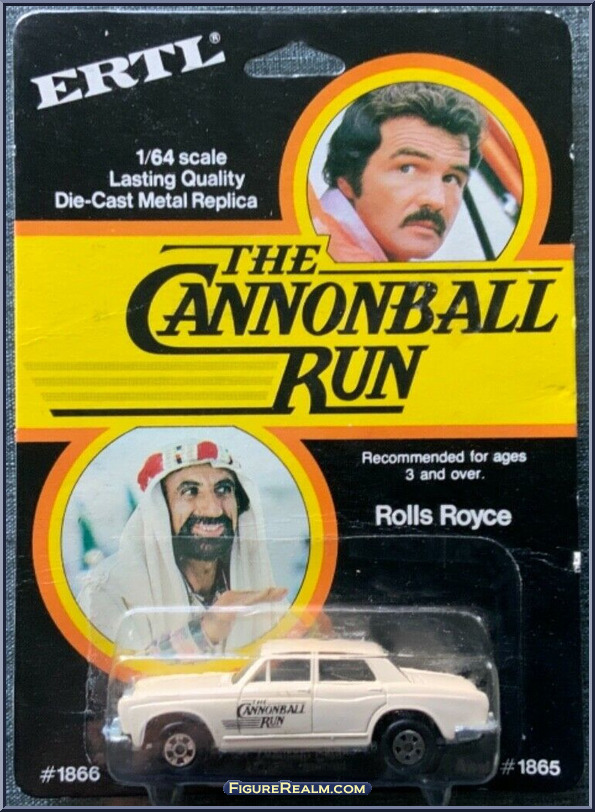 ERTL®
1/64 scale
Lasting Quality
Die-Cast Metal Replica
THE
CANNONBALL
RUN
Recommended for ages
3 and over.
Rolls Royce
THE
CANNONBALL
RUN
#1866
#1865
FIGUREREALM.COM